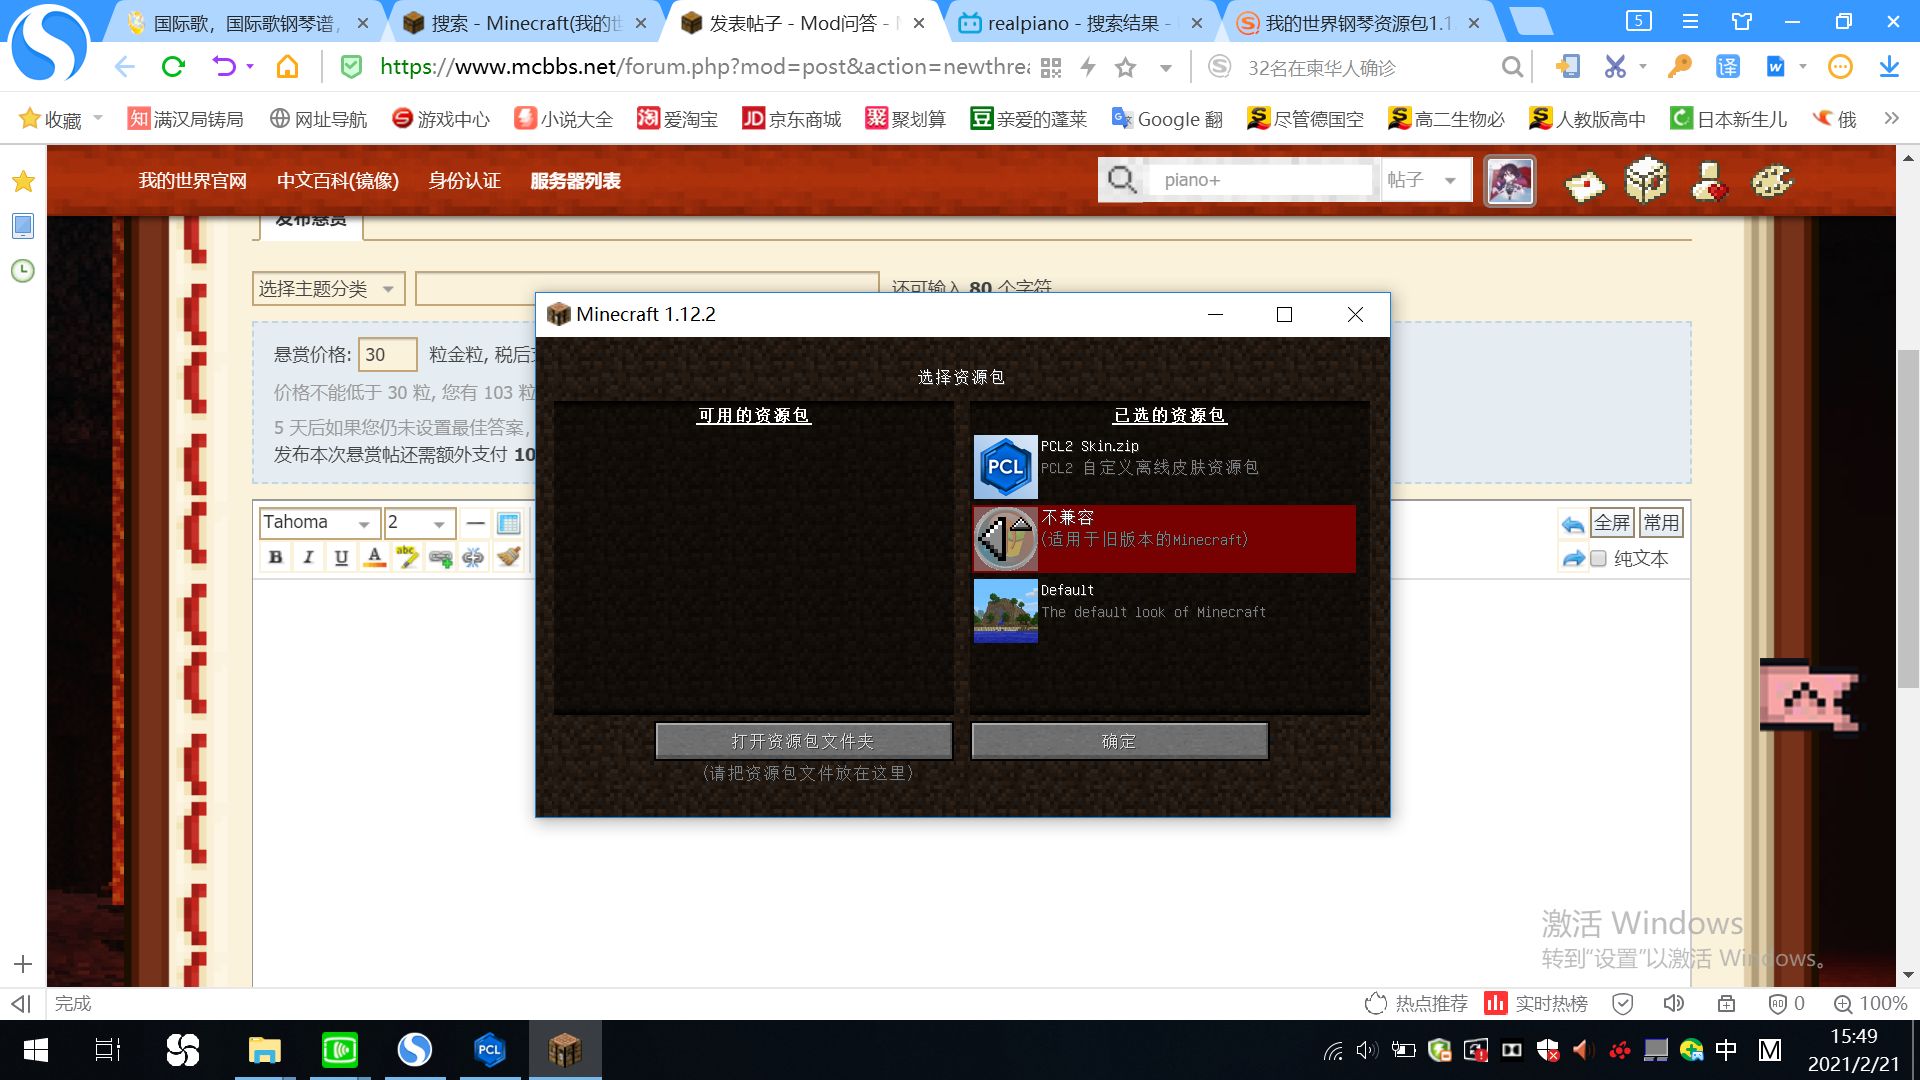 国际歌，国际歌钢琴谱，
搜索 - Minecraft(我的世
发表帖子 - Mod问答 -
realpiano - 搜索结果 -
我的世界钢琴资源包1.1
5
https://www.mcbbs.net/forum.php?mod=post&action=newthrea
32名在柬华人确诊
收藏
满汉局铸局
网址导航
游戏中心
小说大全
爱淘宝
京东商城
聚划算
亲爱的蓬莱
Google 翻
尽管德国空
高二生物必
人教版高中
日本新生儿
俄
我的世界官网
中文百科(镜像)
身份认证
服务器列表
piano+
帖子
发布悬赏
选择主题分类
还可输入 80 个字符
悬赏价格: 30 粒金粒, 税后
价格不能低于 30 粒, 您有 103 粒
5 天后如果您仍未设置最佳答案，
发布本次悬赏帖还需额外支付 10
Tahoma
2
全屏
常用
纯文本
Minecraft 1.12.2
选择资源包
可用的资源包
已选的资源包
PCL
PCL2 Skin.zip
PCL2 自定义离线皮肤资源包
不兼容
(适用于旧版本的Minecraft)
Default
The default look of Minecraft
打开资源包文件夹
确定
(请把资源包文件放在这里)
激活 Windows
转到"设置"以激活 Windows。
完成
热点推荐
实时热榜
0
100%
PCL
中
M
15:49
2021/2/21